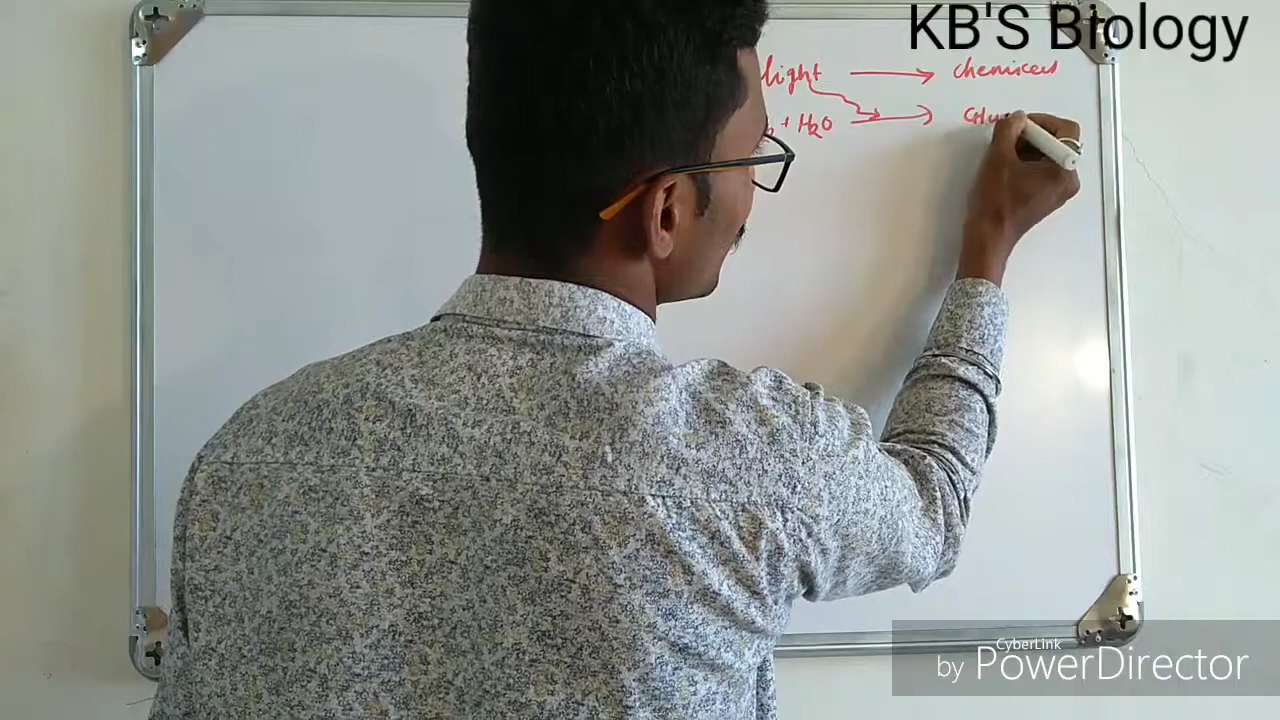 KB'S Biology
light → chemical
+ H2O →
CyberLink
by PowerDirector